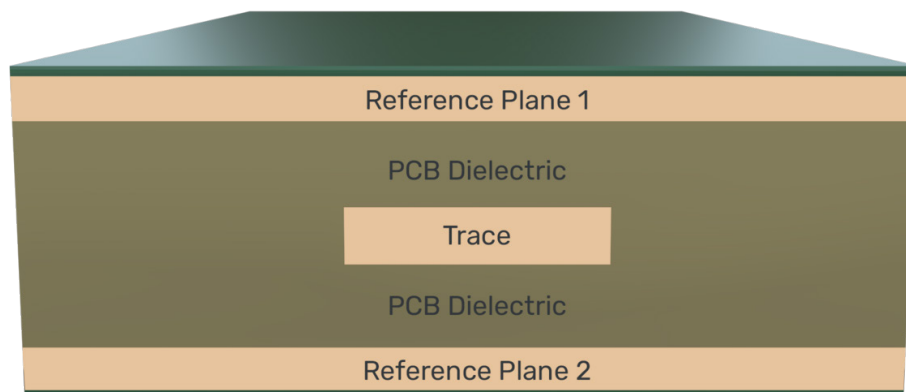 Reference Plane 1
PCB Dielectric
Trace
PCB Dielectric
Reference Plane 2